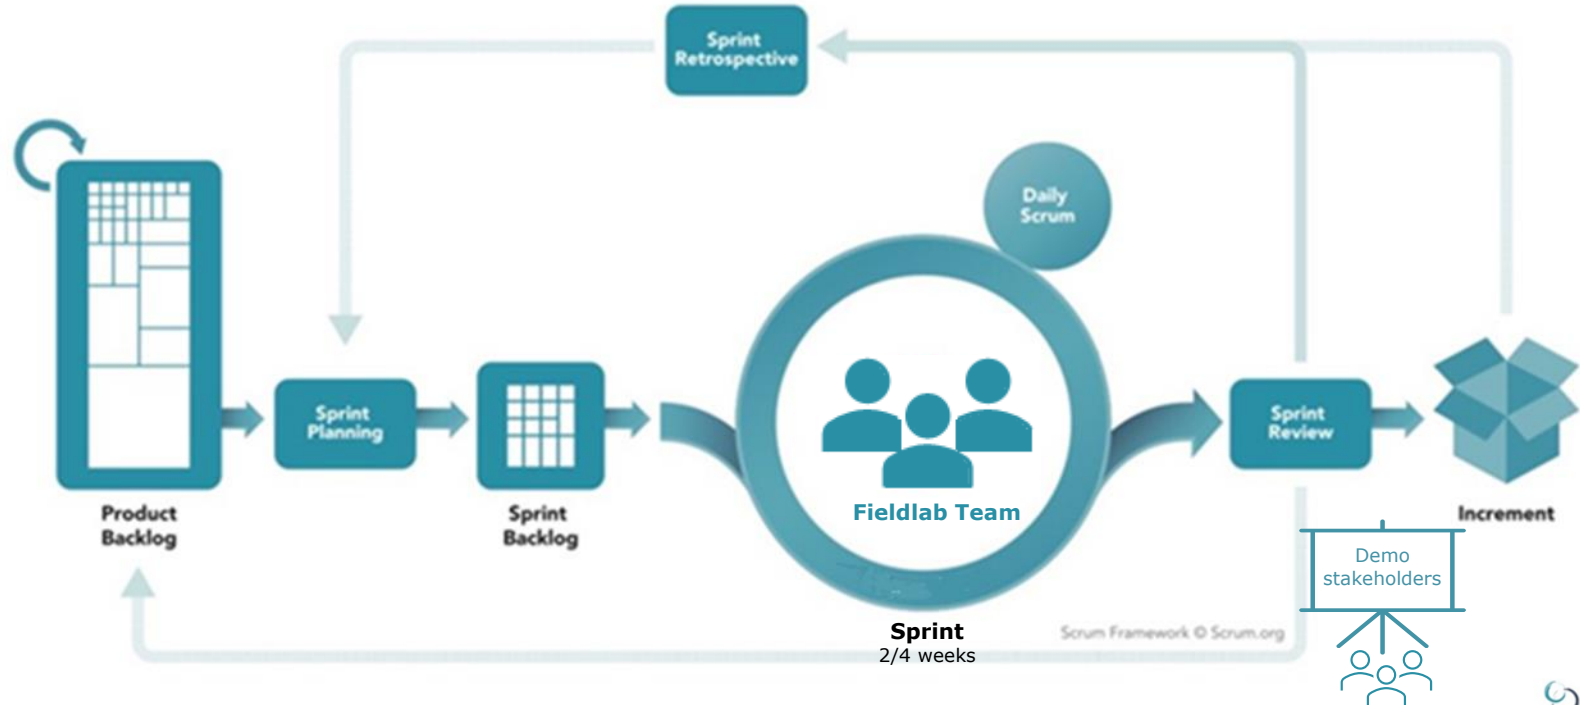 Sprint
Retrospective
Daily
Scrum
Sprint
Planning
Sprint
Review
Fieldlab Team
Product
Backlog
Sprint
Backlog
Increment
Demo
stakeholders
Sprint
2/4 weeks
Scrum Framework © Scrum.org